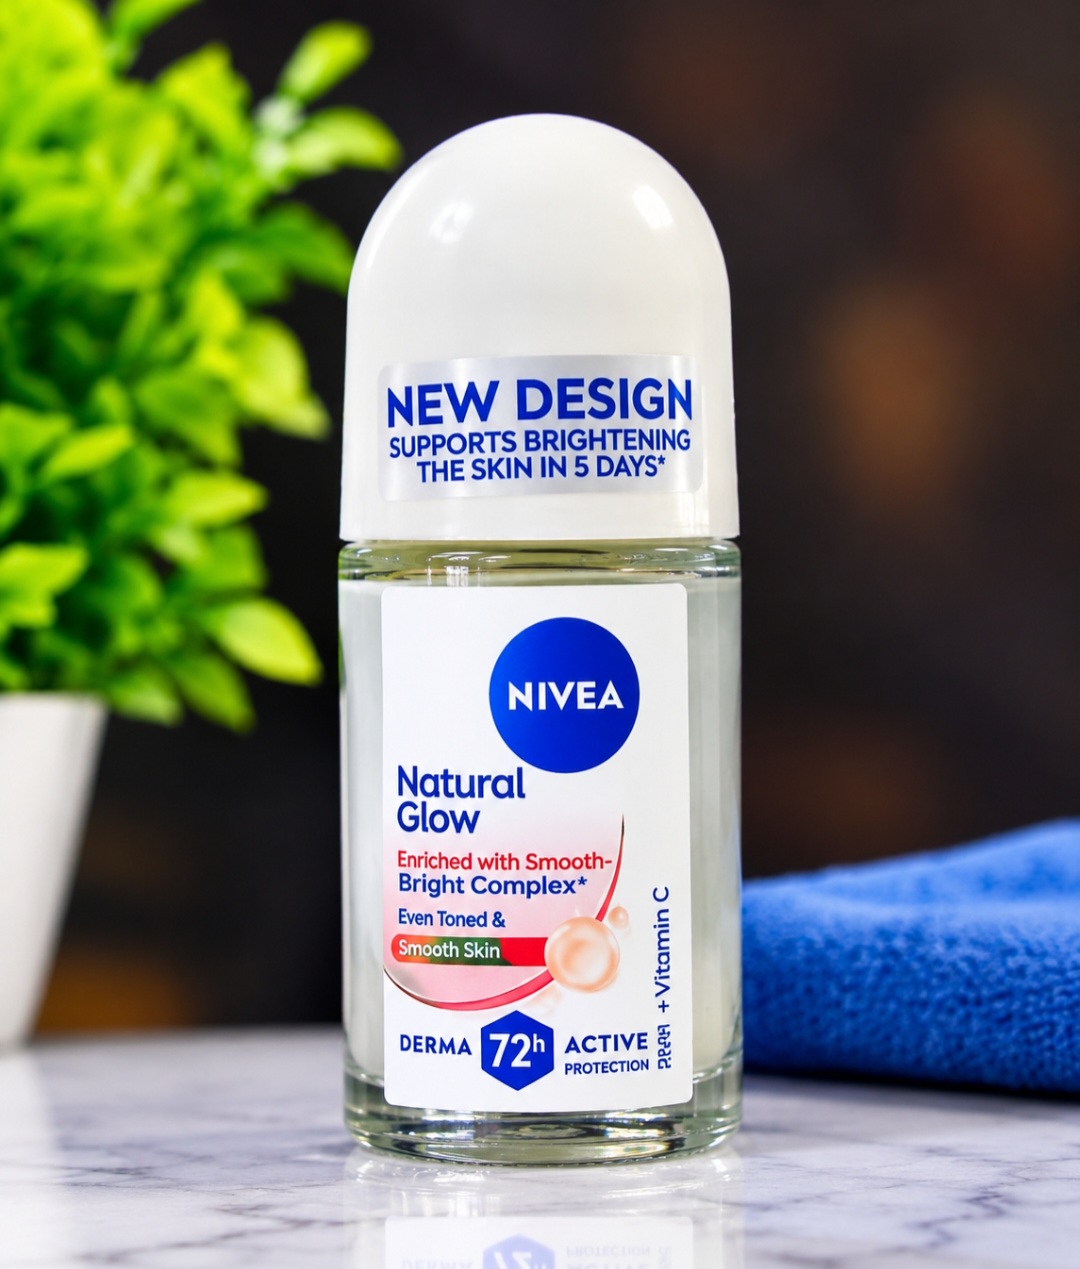 NEW DESIGN
SUPPORTS BRIGHTENING
THE SKIN IN 5 DAYS*
NIVEA
Natural
Glow
Enriched with Smooth-
Bright Complex*
Even Toned &
Smooth Skin
+ Vitamin C
DERMA 72h ACTIVE
PROTECTION